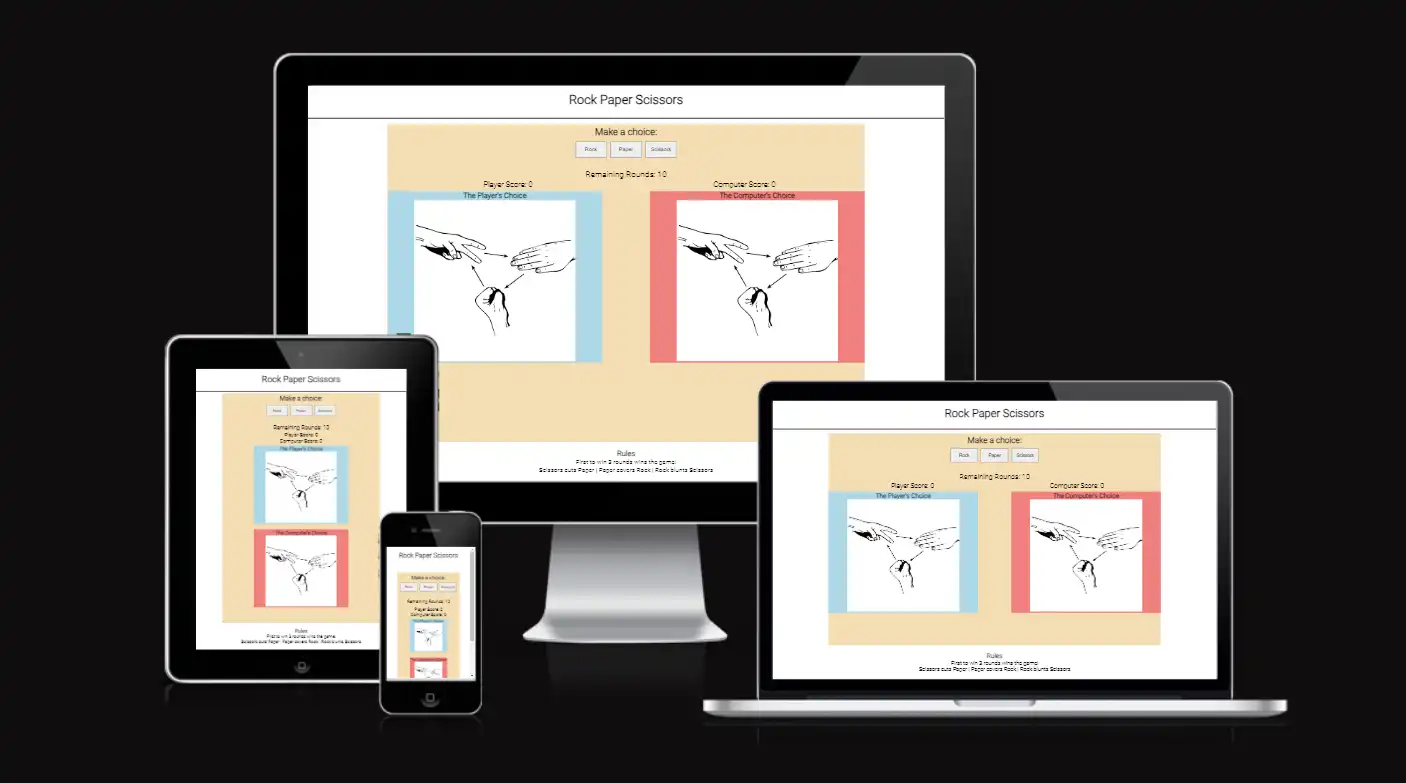 Rock Paper Scissors
Make a choice:
Rock Paper Scissors
Remaining Rounds: 10
Player Score: 0 Computer Score: 0
The Player's Choice The Computer's Choice
Rules
First to win 3 rounds wins the game!
Scissors cuts Paper | Paper covers Rock | Rock blunts Scissors
Rock Paper Scissors
Make a choice:
Rock Paper Scissors
Remaining Rounds: 10
Player Score: 0
Computer Score: 0
The Player's Choice
The Computer's Choice
Rules
First to win 3 rounds wins the game!
Scissors cuts Paper | Paper covers Rock | Rock blunts Scissors
Rock Paper Scissors
Make a choice:
Remaining Rounds: 10
Player Score: 0
Computer Score: 0
Rock Paper Scissors
Make a choice:
Rock Paper Scissors
Remaining Rounds: 10
Player Score: 0 Computer Score: 0
The Player's Choice The Computer's Choice
Rules
First to win 3 rounds wins the game!
Scissors cuts Paper | Paper covers Rock | Rock blunts Scissors